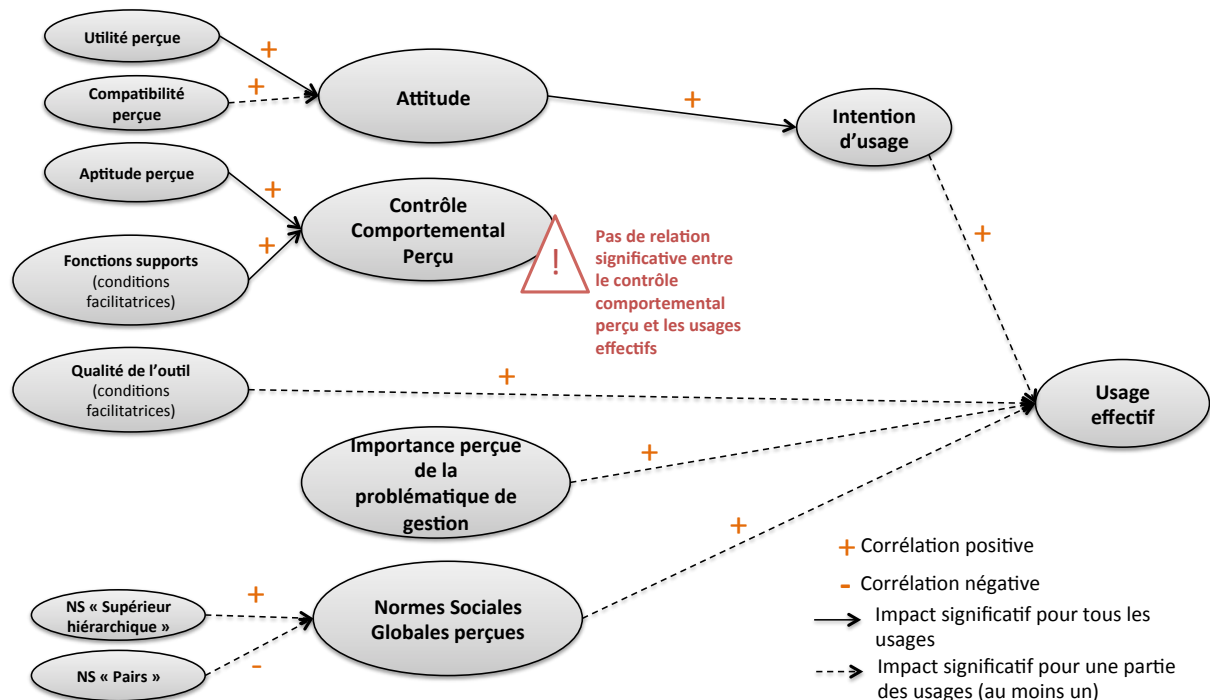 Utilité perçue
+
Compatibilité
perçue
+
Attitude
+
Intention
d’usage
Aptitude perçue
+
Contrôle
Comportemental
Perçu
!
Pas de relation
significative entre
le contrôle
comportemental
perçu et les usages
effectifs
+
Fonctions supports
(conditions
facilitatrices)
+
Qualité de l’outil
(conditions
facilitatrices)
+
Usage
effectif
Importance perçue
de la
problématique de
gestion
+
+
NS « Supérieur
hiérarchique »
+
Normes Sociales
Globales perçues
NS « Pairs »
-
+ Corrélation positive
- Corrélation négative
Impact significatif pour tous les
usages
Impact significatif pour une partie
des usages (au moins un)